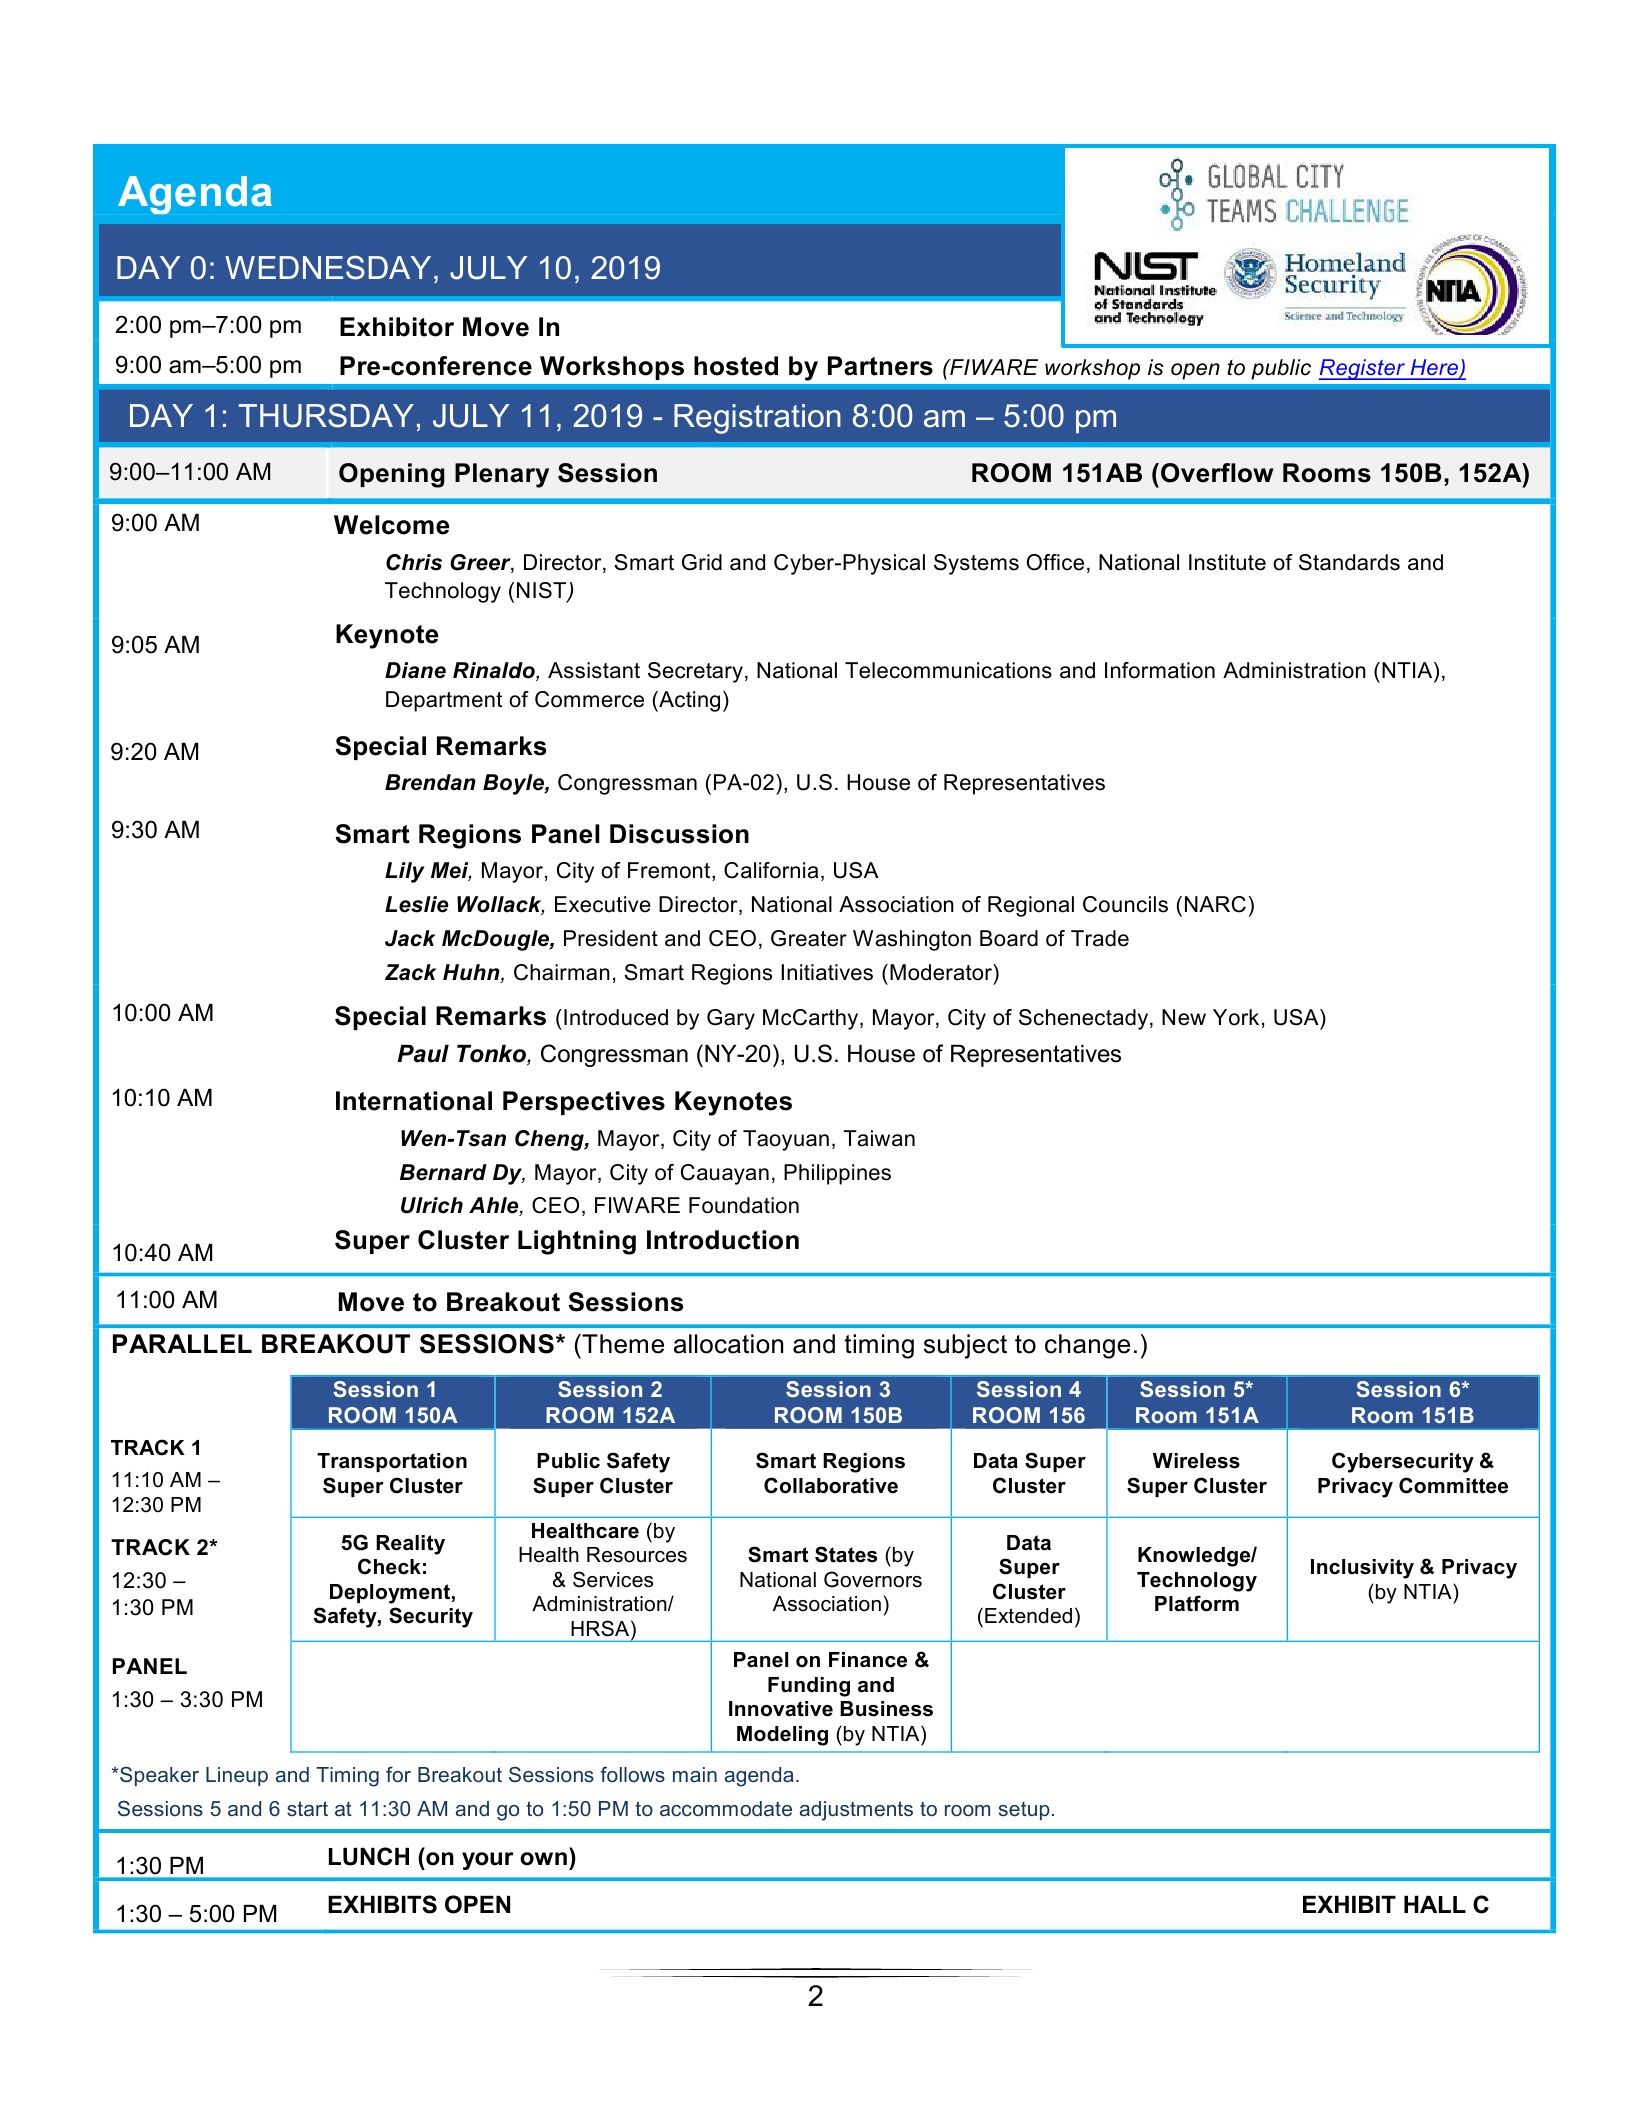 Agenda
GLOBAL CITY
TEAMS CHALLENGE
NIST
National Institute
of Standards
and Technology
Homeland
Security
Science and Technology
NTIA
DAY 0: WEDNESDAY, JULY 10, 2019
2:00 pm–7:00 pm Exhibitor Move In
9:00 am–5:00 pm Pre-conference Workshops hosted by Partners (FIWARE workshop is open to public Register Here)
DAY 1: THURSDAY, JULY 11, 2019 - Registration 8:00 am – 5:00 pm
9:00–11:00 AM Opening Plenary Session ROOM 151AB (Overflow Rooms 150B, 152A)
9:00 AM Welcome
Chris Greer, Director, Smart Grid and Cyber-Physical Systems Office, National Institute of Standards and
Technology (NIST)
9:05 AM Keynote
Diane Rinaldo, Assistant Secretary, National Telecommunications and Information Administration (NTIA),
Department of Commerce (Acting)
9:20 AM Special Remarks
Brendan Boyle, Congressman (PA-02), U.S. House of Representatives
9:30 AM Smart Regions Panel Discussion
Lily Mei, Mayor, City of Fremont, California, USA
Leslie Wollack, Executive Director, National Association of Regional Councils (NARC)
Jack McDougle, President and CEO, Greater Washington Board of Trade
Zack Huhn, Chairman, Smart Regions Initiatives (Moderator)
10:00 AM Special Remarks (Introduced by Gary McCarthy, Mayor, City of Schenectady, New York, USA)
Paul Tonko, Congressman (NY-20), U.S. House of Representatives
10:10 AM International Perspectives Keynotes
Wen-Tsan Cheng, Mayor, City of Taoyuan, Taiwan
Bernard Dy, Mayor, City of Cauayan, Philippines
Ulrich Ahle, CEO, FIWARE Foundation
10:40 AM Super Cluster Lightning Introduction
11:00 AM Move to Breakout Sessions
PARALLEL BREAKOUT SESSIONS* (Theme allocation and timing subject to change.)
Session 1
ROOM 150A
Session 2
ROOM 152A
Session 3
ROOM 150B
Session 4
ROOM 156
Session 5*
Room 151A
Session 6*
Room 151B
TRACK 1
11:10 AM –
12:30 PM
Transportation
Super Cluster
Public Safety
Super Cluster
Smart Regions
Collaborative
Data Super
Cluster
Wireless
Super Cluster
Cybersecurity &
Privacy Committee
TRACK 2*
12:30 –
1:30 PM
5G Reality
Check:
Deployment,
Safety, Security
Healthcare (by
Health Resources
& Services
Administration/
HRSA)
Smart States (by
National Governors
Association)
Data
Super
Cluster
(Extended)
Knowledge/
Technology
Platform
Inclusivity & Privacy
(by NTIA)
PANEL
1:30 – 3:30 PM
Panel on Finance &
Funding and
Innovative Business
Modeling (by NTIA)
*Speaker Lineup and Timing for Breakout Sessions follows main agenda.
Sessions 5 and 6 start at 11:30 AM and go to 1:50 PM to accommodate adjustments to room setup.
1:30 PM LUNCH (on your own)
1:30 – 5:00 PM EXHIBITS OPEN EXHIBIT HALL C
2